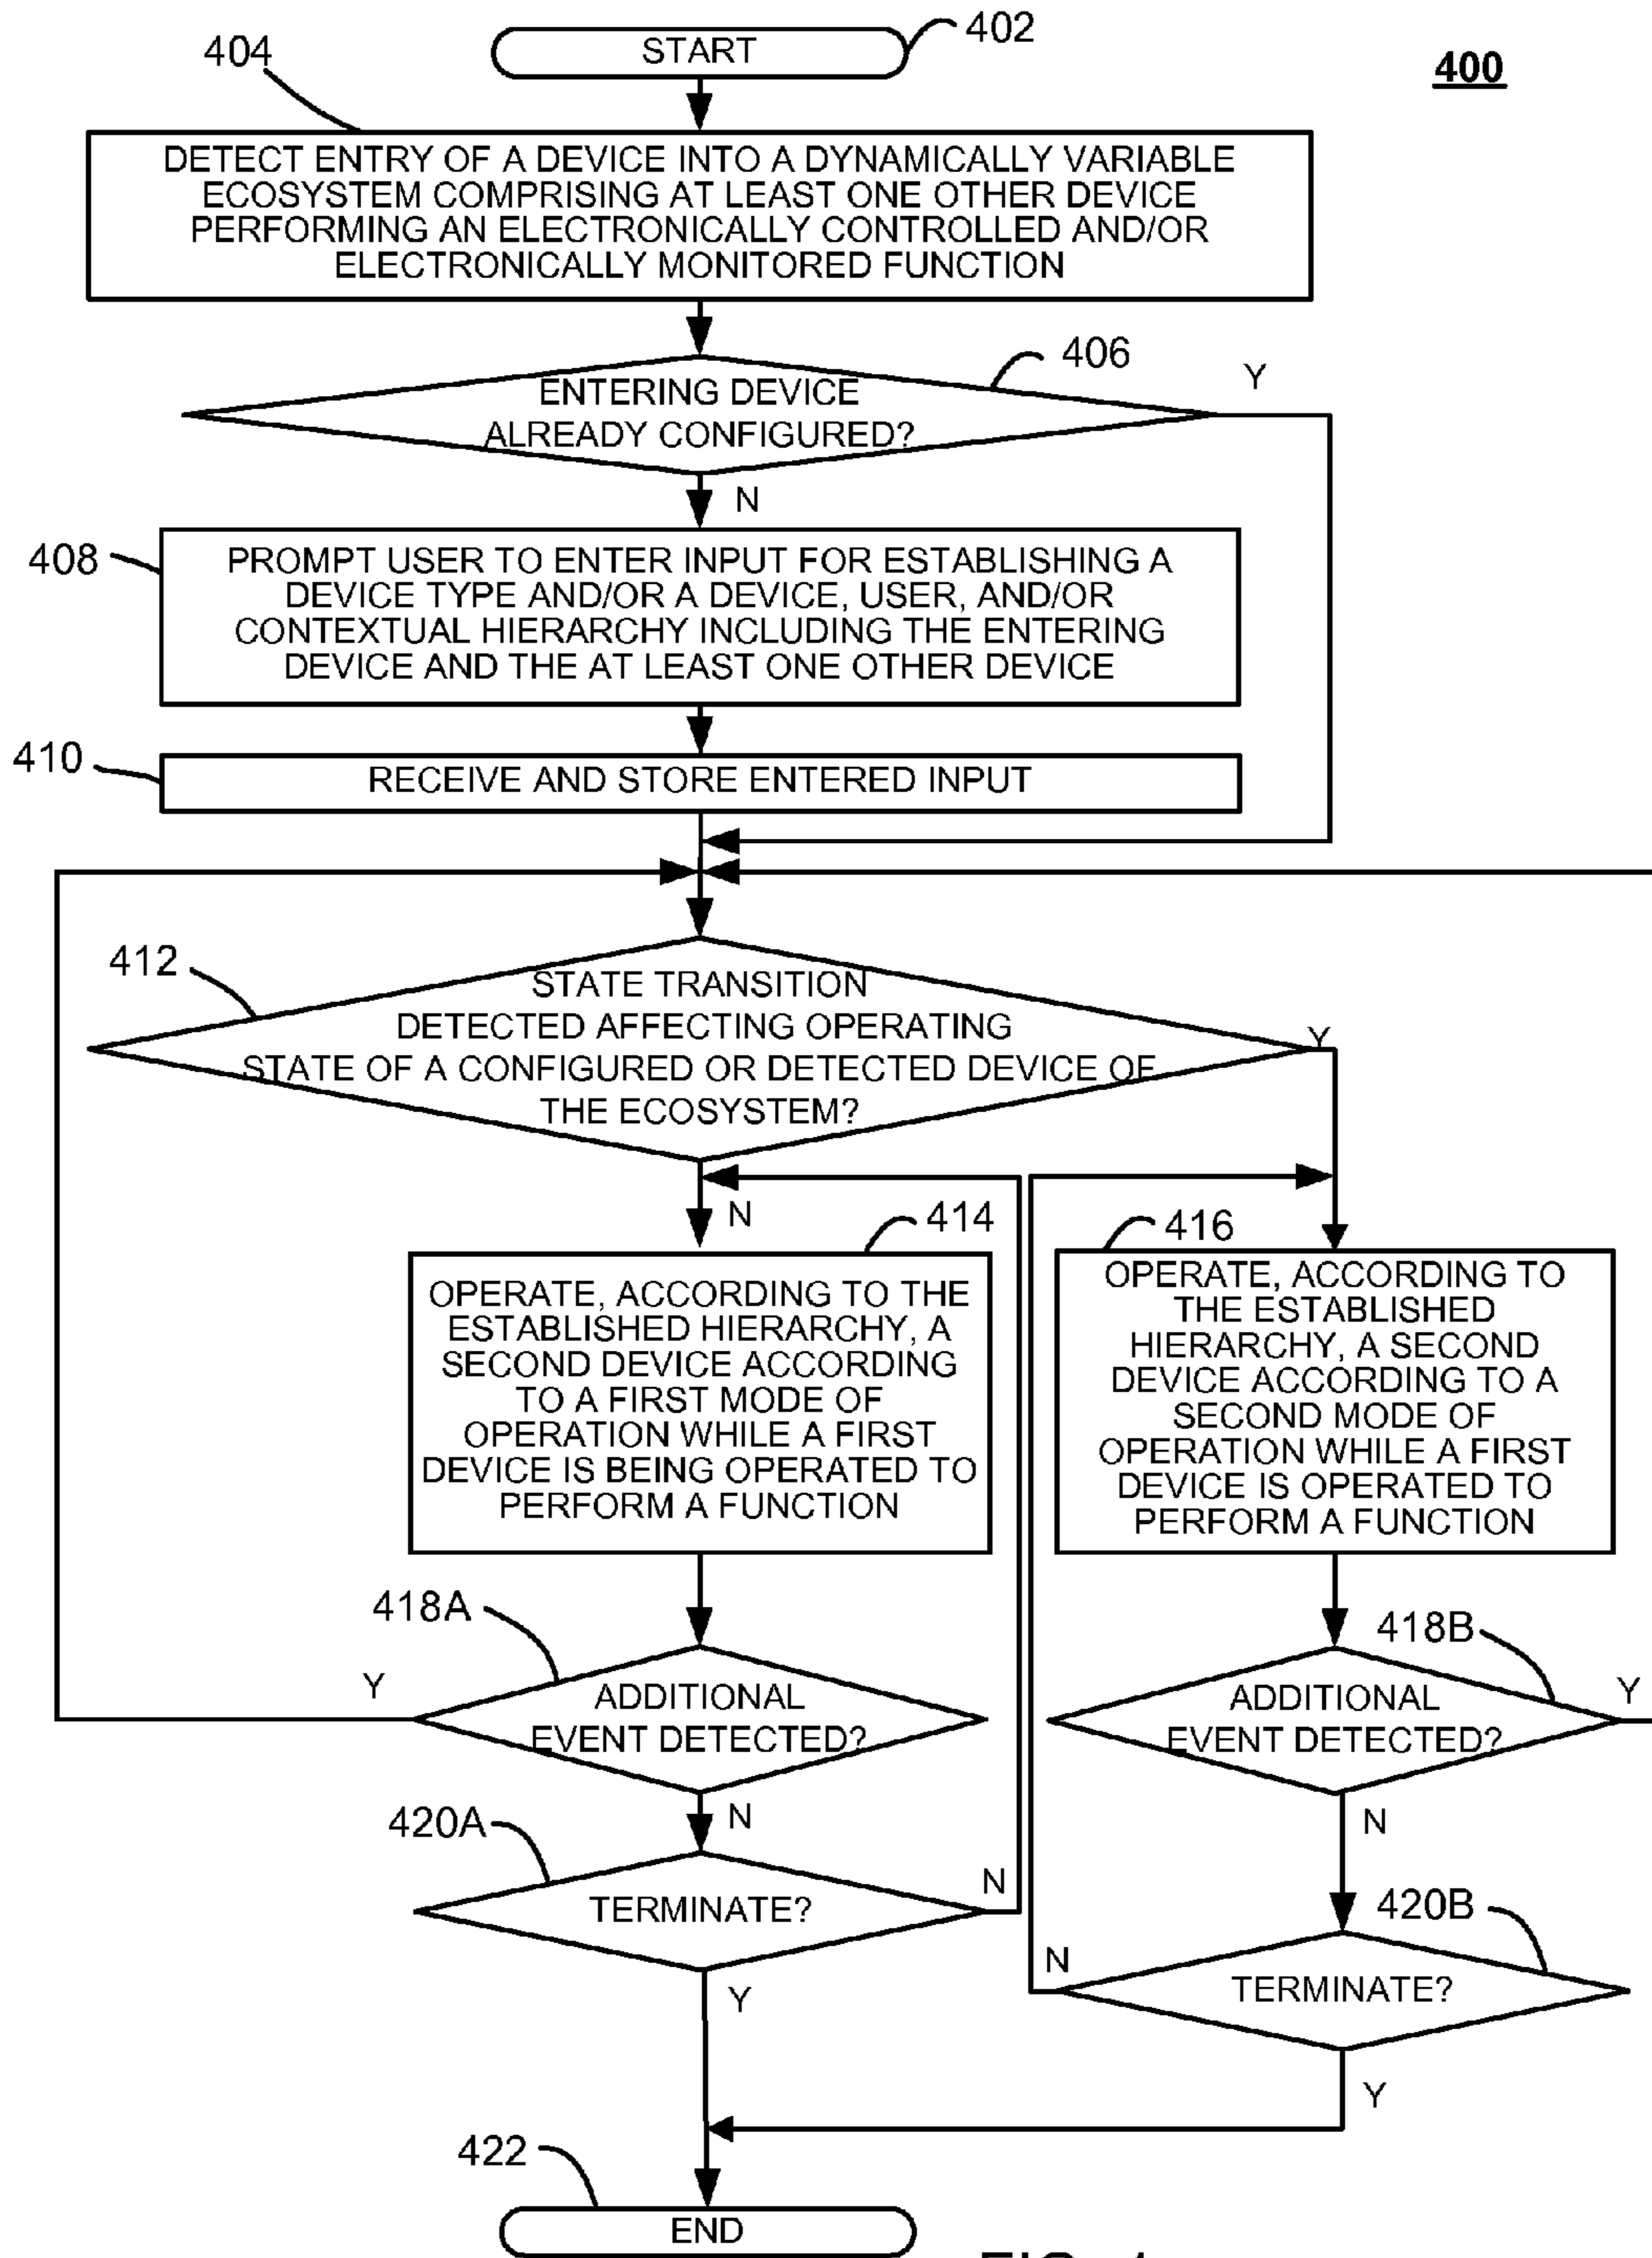 START
402
404
400
DETECT ENTRY OF A DEVICE INTO A DYNAMICALLY VARIABLE
ECOSYSTEM COMPRISING AT LEAST ONE OTHER DEVICE
PERFORMING AN ELECTRONICALLY CONTROLLED AND/OR
ELECTRONICALLY MONITORED FUNCTION
406
Y
ENTERING DEVICE
ALREADY CONFIGURED?
N
408
PROMPT USER TO ENTER INPUT FOR ESTABLISHING A
DEVICE TYPE AND/OR A DEVICE, USER, AND/OR
CONTEXTUAL HIERARCHY INCLUDING THE ENTERING
DEVICE AND THE AT LEAST ONE OTHER DEVICE
410
RECEIVE AND STORE ENTERED INPUT
412
STATE TRANSITION
DETECTED AFFECTING OPERATING
STATE OF A CONFIGURED OR DETECTED DEVICE OF
THE ECOSYSTEM?
Y
N
414
OPERATE, ACCORDING TO THE
ESTABLISHED HIERARCHY, A
SECOND DEVICE ACCORDING
TO A FIRST MODE OF
OPERATION WHILE A FIRST
DEVICE IS BEING OPERATED TO
PERFORM A FUNCTION
416
OPERATE, ACCORDING TO
THE ESTABLISHED
HIERARCHY, A SECOND
DEVICE ACCORDING TO A
SECOND MODE OF
OPERATION WHILE A FIRST
DEVICE IS OPERATED TO
PERFORM A FUNCTION
418A
Y
ADDITIONAL
EVENT DETECTED?
N
418B
Y
ADDITIONAL
EVENT DETECTED?
N
420A
TERMINATE?
N
Y
420B
TERMINATE?
N
Y
422
END